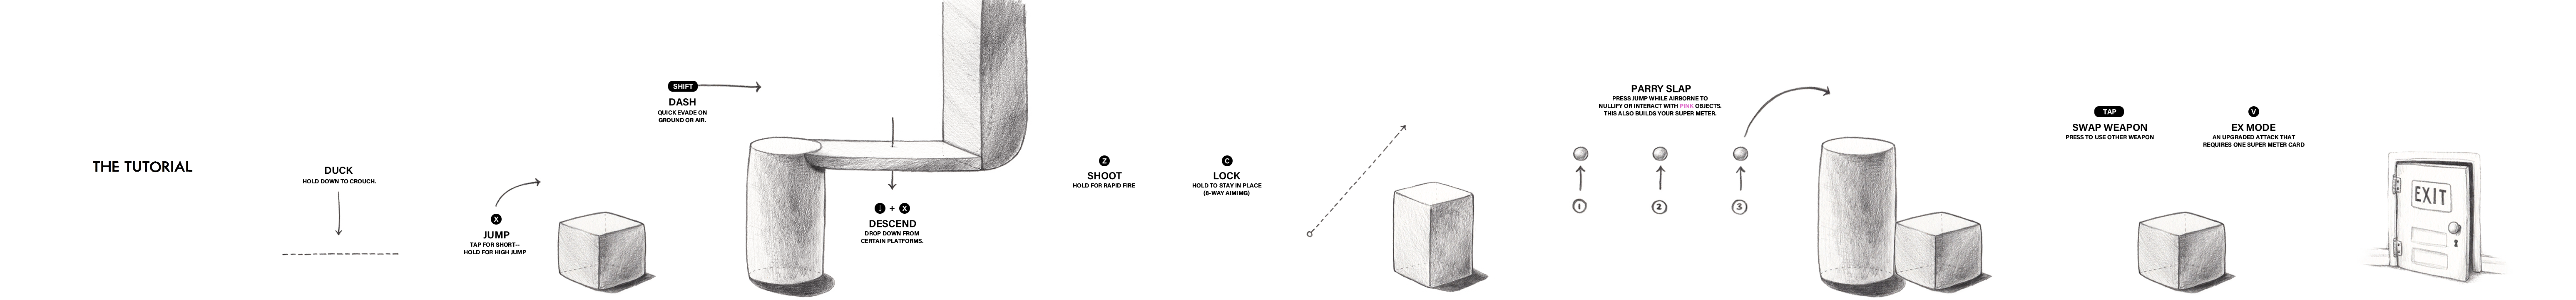 THE TUTORIAL
DUCK
HOLD DOWN TO CROUCH.
X
JUMP
TAP FOR SHORT--
HOLD FOR HIGH JUMP
SHIFT
DASH
QUICK EVADE ON
GROUND OR AIR.
↓ + X
DESCEND
DROP DOWN FROM
CERTAIN PLATFORMS.
Z
SHOOT
HOLD FOR RAPID FIRE
C
LOCK
HOLD TO STAY IN PLACE
(8-WAY AIMIMG)
PARRY SLAP
PRESS JUMP WHILE AIRBORNE TO
NULLIFY OR INTERACT WITH PINK OBJECTS.
THIS ALSO BUILDS YOUR SUPER METER.
1 2 3
TAP
SWAP WEAPON
PRESS TO USE OTHER WEAPON
V
EX MODE
AN UPGRADED ATTACK THAT
REQUIRES ONE SUPER METER CARD
EXIT